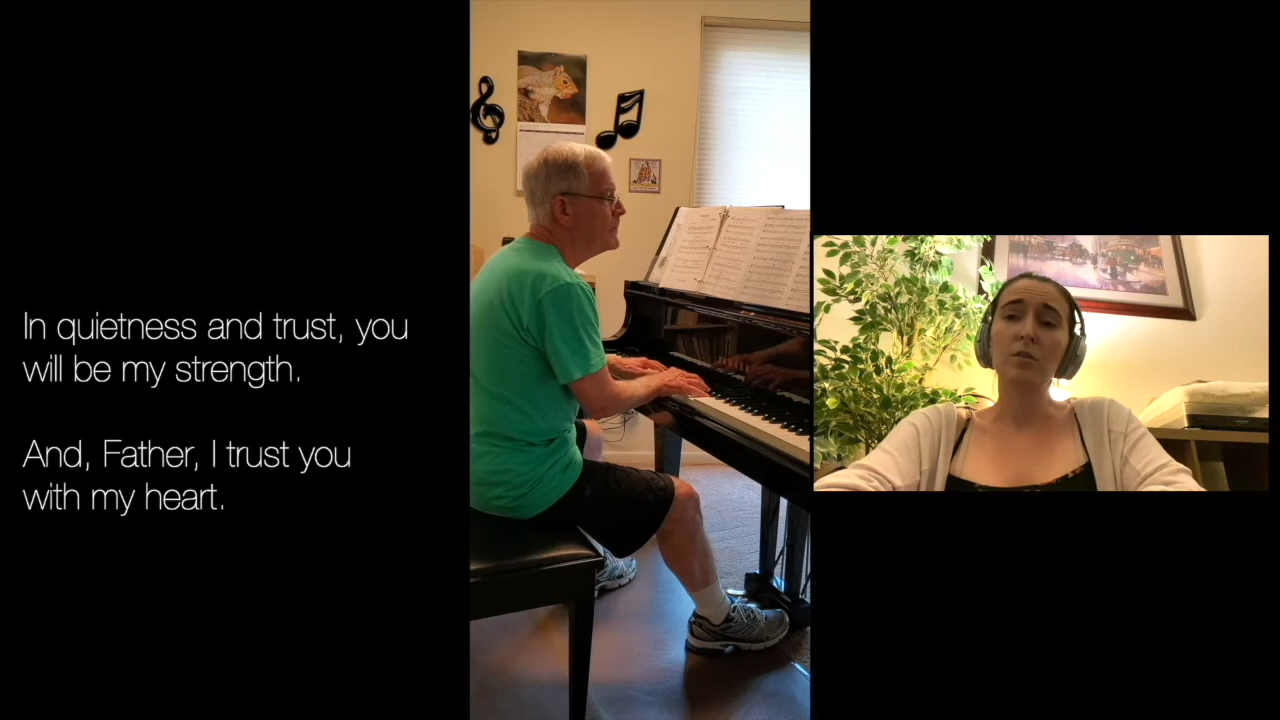 In quietness and trust, you
will be my strength.
And, Father, I trust you
with my heart.